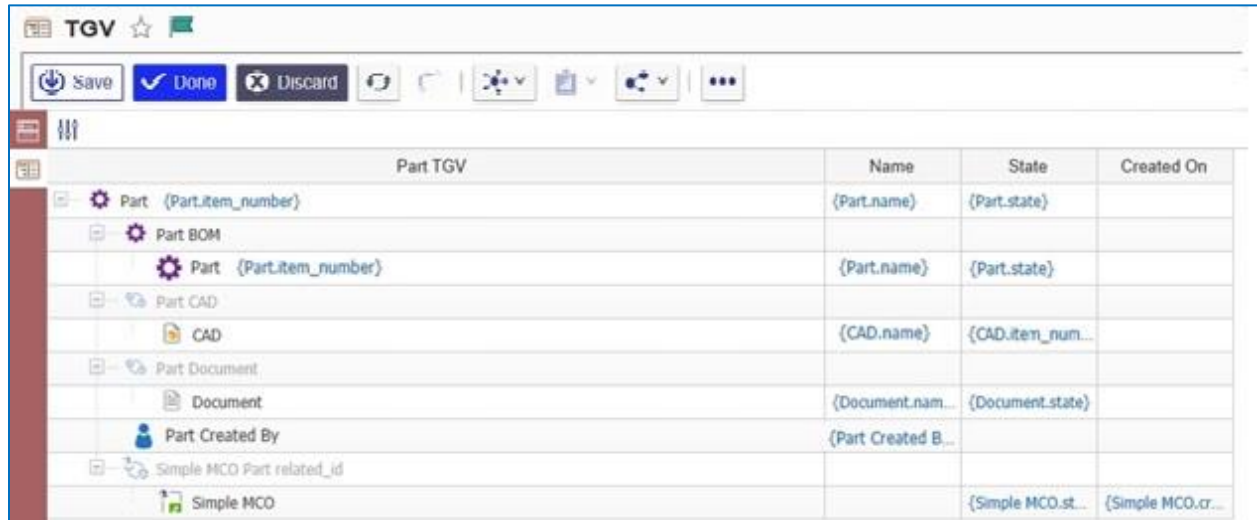 TGV
Save Done Discard
Part TGV Name State Created On
Part {Part.item_number} {Part.name} {Part.state}
Part BOM
Part {Part.item_number} {Part.name} {Part.state}
Part CAD
CAD {CAD.name} {CAD.item_num...
Part Document
Document {Document.nam... {Document.state}
Part Created By {Part Created B...
Simple MCO Part related_id
Simple MCO {Simple MCO.st... {Simple MCO.cr...